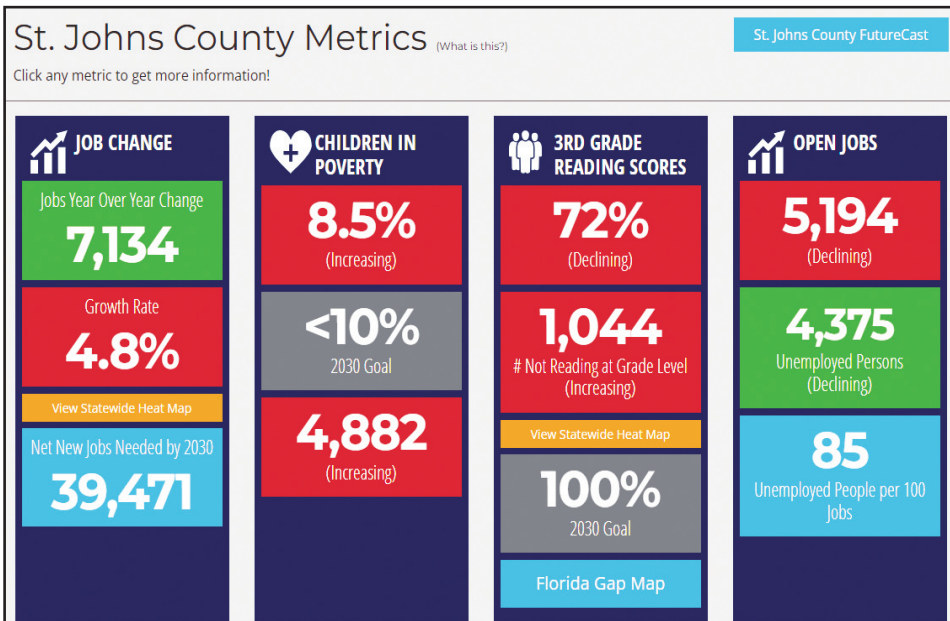 St. Johns County Metrics (What is this?)
St. Johns County FutureCast
Click any metric to get more information!
JOB CHANGE
Jobs Year Over Year Change
7,134
Growth Rate
4.8%
View Statewide Heat Map
Net New Jobs Needed by 2030
39,471
CHILDREN IN
POVERTY
8.5%
(Increasing)
<10%
2030 Goal
4,882
(Increasing)
3RD GRADE
READING SCORES
72%
(Declining)
1,044
# Not Reading at Grade Level
(Increasing)
View Statewide Heat Map
100%
2030 Goal
Florida Gap Map
OPEN JOBS
5,194
(Declining)
4,375
Unemployed Persons
(Declining)
85
Unemployed People per 100
Jobs